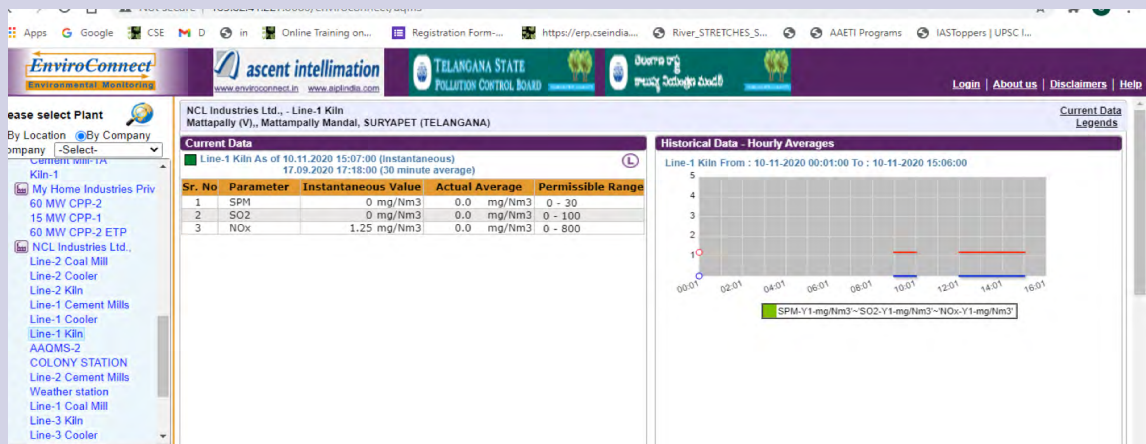 Apps Google CSE M D in Online Training on... Registration Form-... https://erp.cseindia.... River_STRETCHES_S... AAETI Programs IASToppers | UPSC I...
EnviroConnect
Environmental Monitoring
ascent intellimation
www.enviroconnect.in www.aiplindia.com
TELANGANA STATE
POLLUTION CONTROL BOARD
తెలంగాణ రాష్ట్ర
కాలుష్య నియంత్రణ మండలి
Login | About us | Disclaimers | Help
ease select Plant
By Location By Company
ompany -Select-
Cement Mill-1A
Kiln-1
My Home Industries Priv
60 MW CPP-2
15 MW CPP-1
60 MW CPP-2 ETP
NCL Industries Ltd.,
Line-2 Coal Mill
Line-2 Cooler
Line-2 Kiln
Line-1 Cement Mills
Line-1 Cooler
Line-1 Kiln
AAQMS-2
COLONY STATION
Line-2 Cement Mills
Weather station
Line-1 Coal Mill
Line-3 Kiln
Line-3 Cooler
NCL Industries Ltd., - Line-1 Kiln
Mattapally (V),, Mattampally Mandal, SURYAPET (TELANGANA)
Current Data
Legends
Current Data
Line-1 Kiln As of 10.11.2020 15:07:00 (Instantaneous)
17.09.2020 17:18:00 (30 minute average)
L
Sr. No Parameter Instantaneous Value Actual Average Permissible Range
1 SPM 0 mg/Nm3 0.0 mg/Nm3 0 - 30
2 SO2 0 mg/Nm3 0.0 mg/Nm3 0 - 100
3 NOx 1.25 mg/Nm3 0.0 mg/Nm3 0 - 800
Historical Data - Hourly Averages
Line-1 Kiln From : 10-11-2020 00:01:00 To : 10-11-2020 15:06:00
5
4
3
2
1
0
00:01 02:01 04:01 06:01 08:01 10:01 12:01 14:01 16:01
SPM-Y1-mg/Nm3'~'SO2-Y1-mg/Nm3'~'NOx-Y1-mg/Nm3'